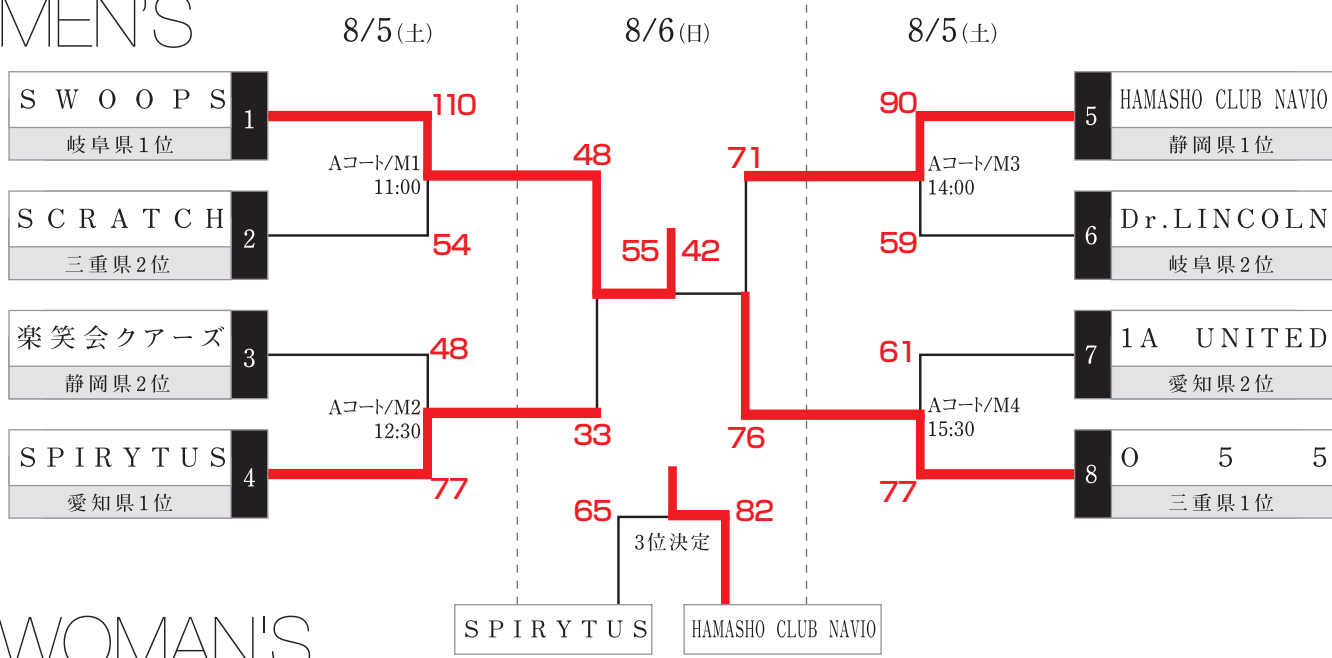 MEN'S
8/5(土)
8/6(日)
8/5(土)
SWOOPS
1
岐阜県1位
SCRATCH
2
三重県2位
楽笑会クアーズ
3
静岡県2位
SPIRYTUS
4
愛知県1位
110
Aコート/M1
11:00
54
48
Aコート/M2
12:30
77
48
33
55
42
71
76
90
Aコート/M3
14:00
59
61
Aコート/M4
15:30
77
5
HAMASHO CLUB NAVIO
静岡県1位
6
Dr.LINCOLN
岐阜県2位
7
1A UNITED
愛知県2位
8
O55
三重県1位
65
82
3位決定
SPIRYTUS
HAMASHO CLUB NAVIO
WOMAN'S